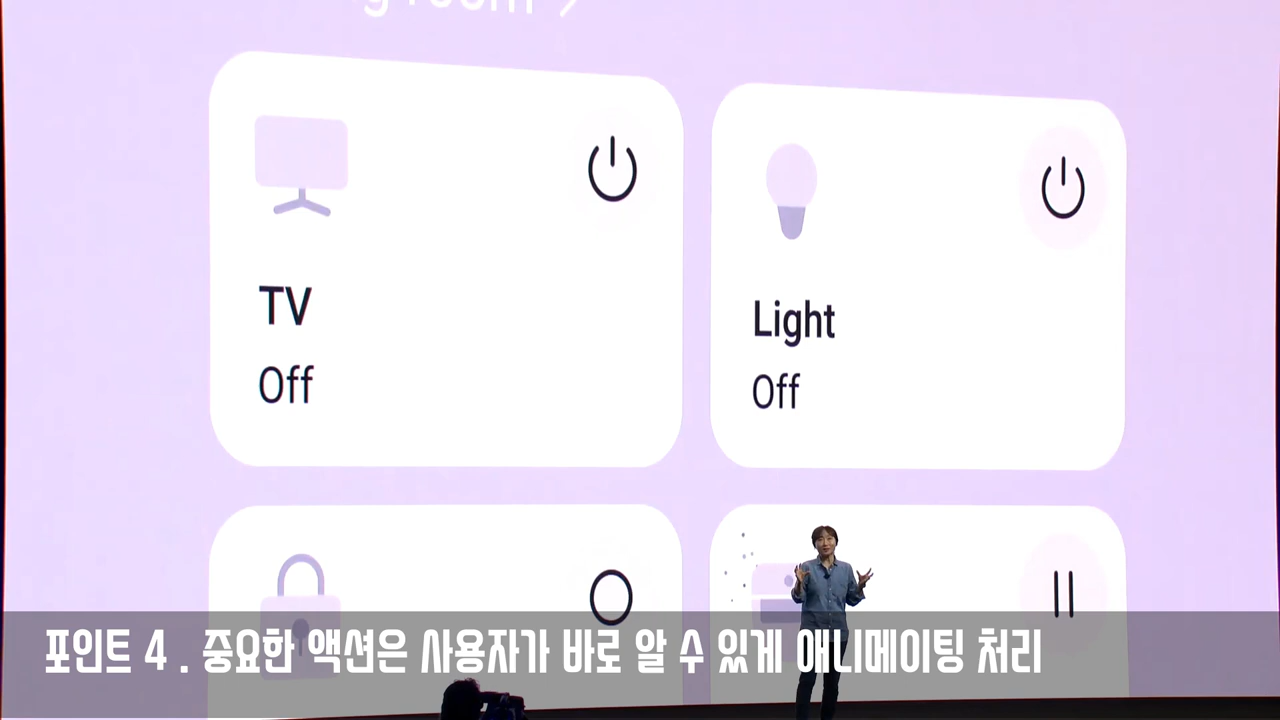 room >
TV
Off
Light
Off
포인트 4 . 중요한 액션은 사용자가 바로 알 수 있게 애니메이팅 처리